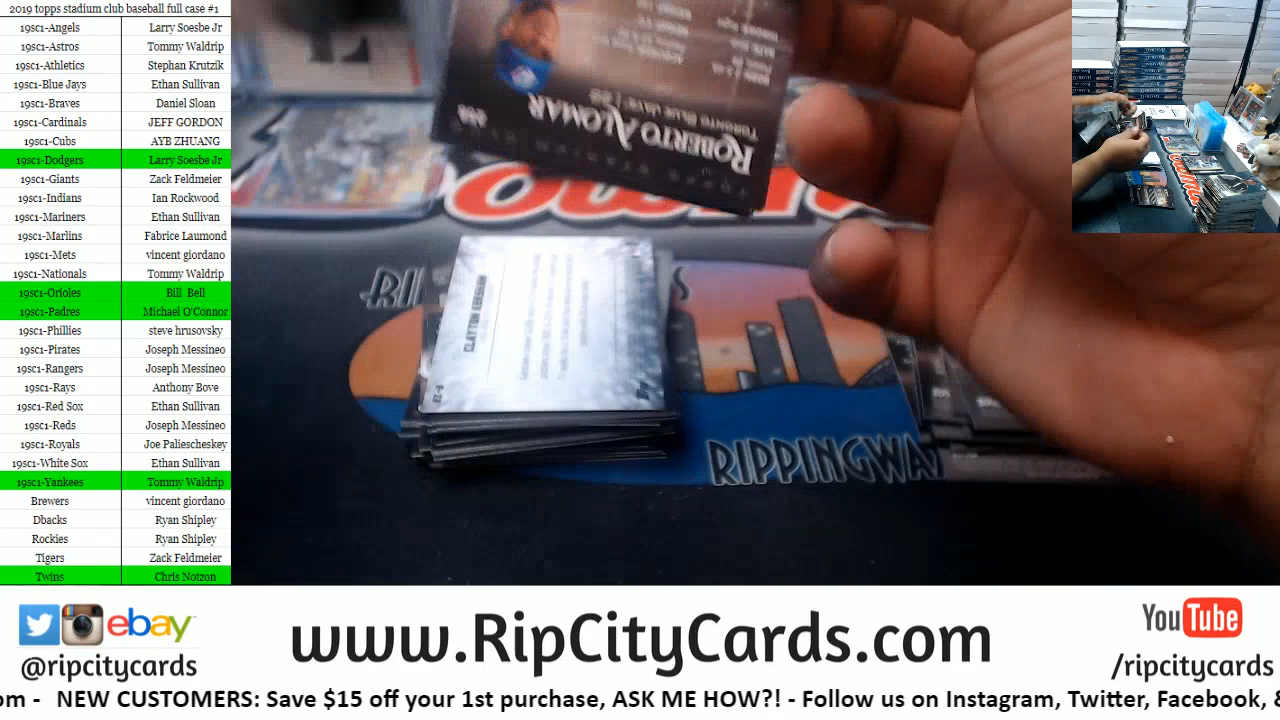 2019 topps stadium club baseball full case #1
19sc1-Angels Larry Soesbe Jr
19sc1-Astros Tommy Waldrip
19sc1-Athletics Stephan Krutzik
19sc1-Blue Jays Ethan Sullivan
19sc1-Braves Daniel Sloan
19sc1-Cardinals JEFF GORDON
19sc1-Cubs AYB ZHUANG
19sc1-Dodgers Larry Soesbe Jr
19sc1-Giants Zack Feldmeier
19sc1-Indians Ian Rockwood
19sc1-Mariners Ethan Sullivan
19sc1-Marlins Fabrice Laumond
19sc1-Mets vincent giordano
19sc1-Nationals Tommy Waldrip
19sc1-Orioles Bill Bell
19sc1-Padres Michael O'Connor
19sc1-Phillies steve hrusovsky
19sc1-Pirates Joseph Messineo
19sc1-Rangers Joseph Messineo
19sc1-Rays Anthony Bove
19sc1-Red Sox Ethan Sullivan
19sc1-Reds Joseph Messineo
19sc1-Royals Joe Paliescheskey
19sc1-White Sox Ethan Sullivan
19sc1-Yankees Tommy Waldrip
Brewers vincent giordano
Dbacks Ryan Shipley
Rockies Ryan Shipley
Tigers Zack Feldmeier
Twins Chris Notzon
ROBERTO ALOMAR
TORONTO BLUE JAYS
CLAYTON KERSHAW
RIPPINGWA
ebay
@ripcitycards
www.RipCityCards.com
YouTube
/ripcitycards
om - NEW CUSTOMERS: Save $15 off your 1st purchase, ASK ME HOW?! - Follow us on Instagram, Twitter, Facebook, &